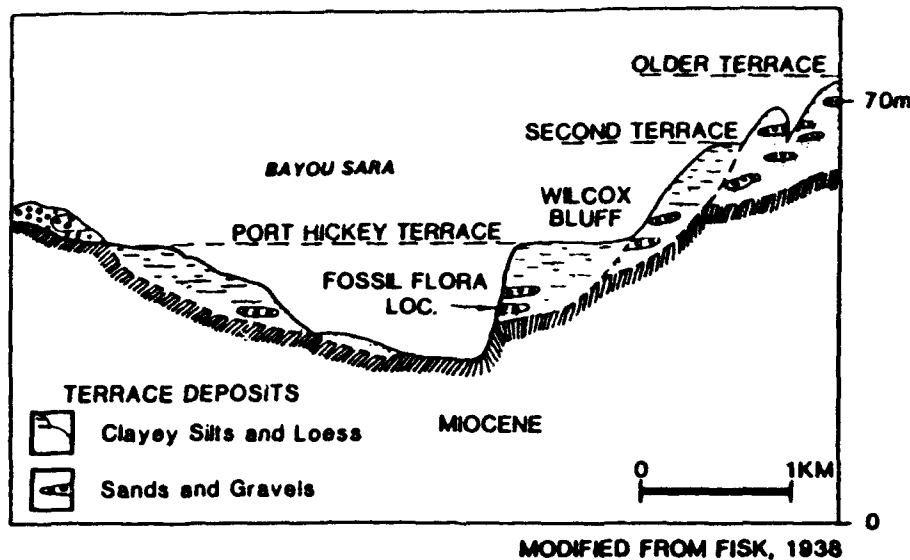 OLDER TERRACE
70m
SECOND TERRACE
BAYOU SARA
WILCOX
BLUFF
PORT HICKEY TERRACE
FOSSIL FLORA
LOC.
TERRACE DEPOSITS
MIOCENE
Clayey Silts and Loess
0 1KM
Sands and Gravels
0
MODIFIED FROM FISK, 1938